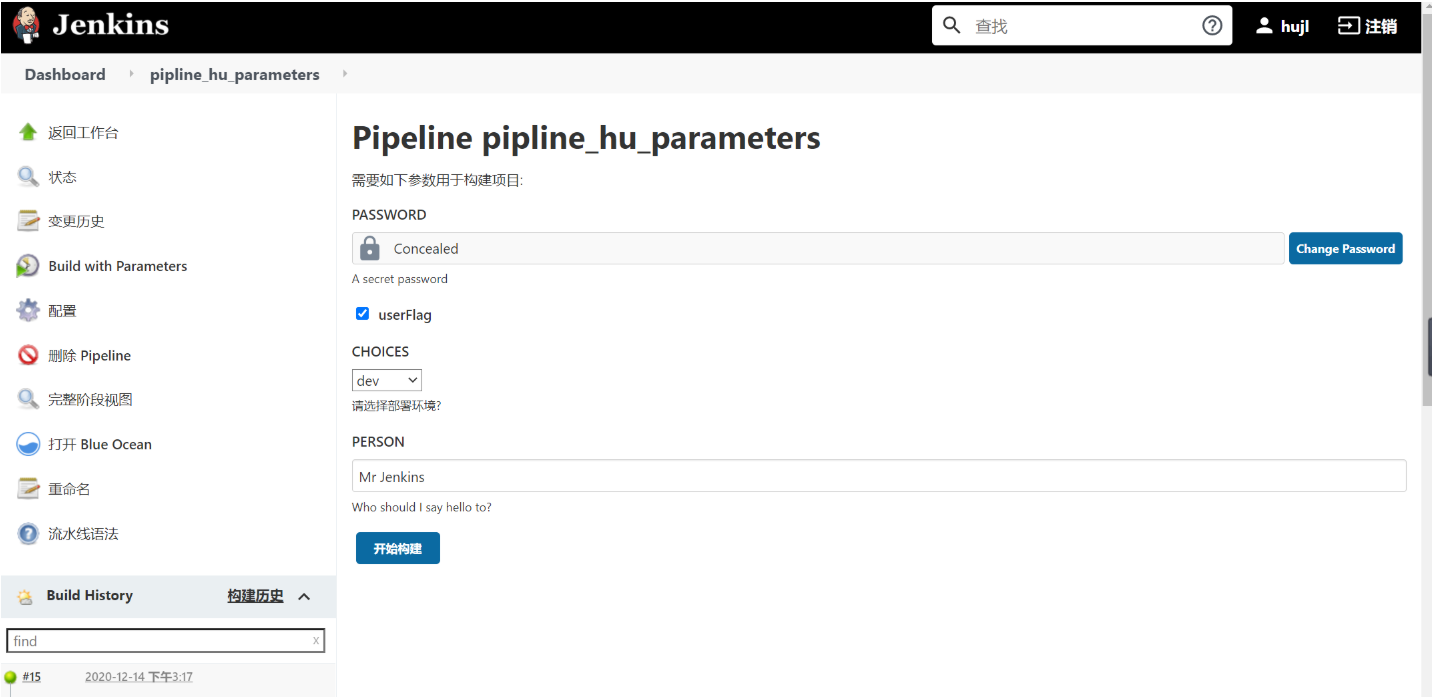 Jenkins
查找
hujl
注销
Dashboard
pipline_hu_parameters
返回工作台
状态
变更历史
Build with Parameters
配置
删除 Pipeline
完整阶段视图
打开 Blue Ocean
重命名
流水线语法
Build History
构建历史
find
x
#15
2020-12-14 下午3:17
Pipeline pipline_hu_parameters
需要如下参数用于构建项目:
PASSWORD
Concealed
Change Password
A secret password
userFlag
CHOICES
dev
请选择部署环境?
PERSON
Mr Jenkins
Who should I say hello to?
开始构建